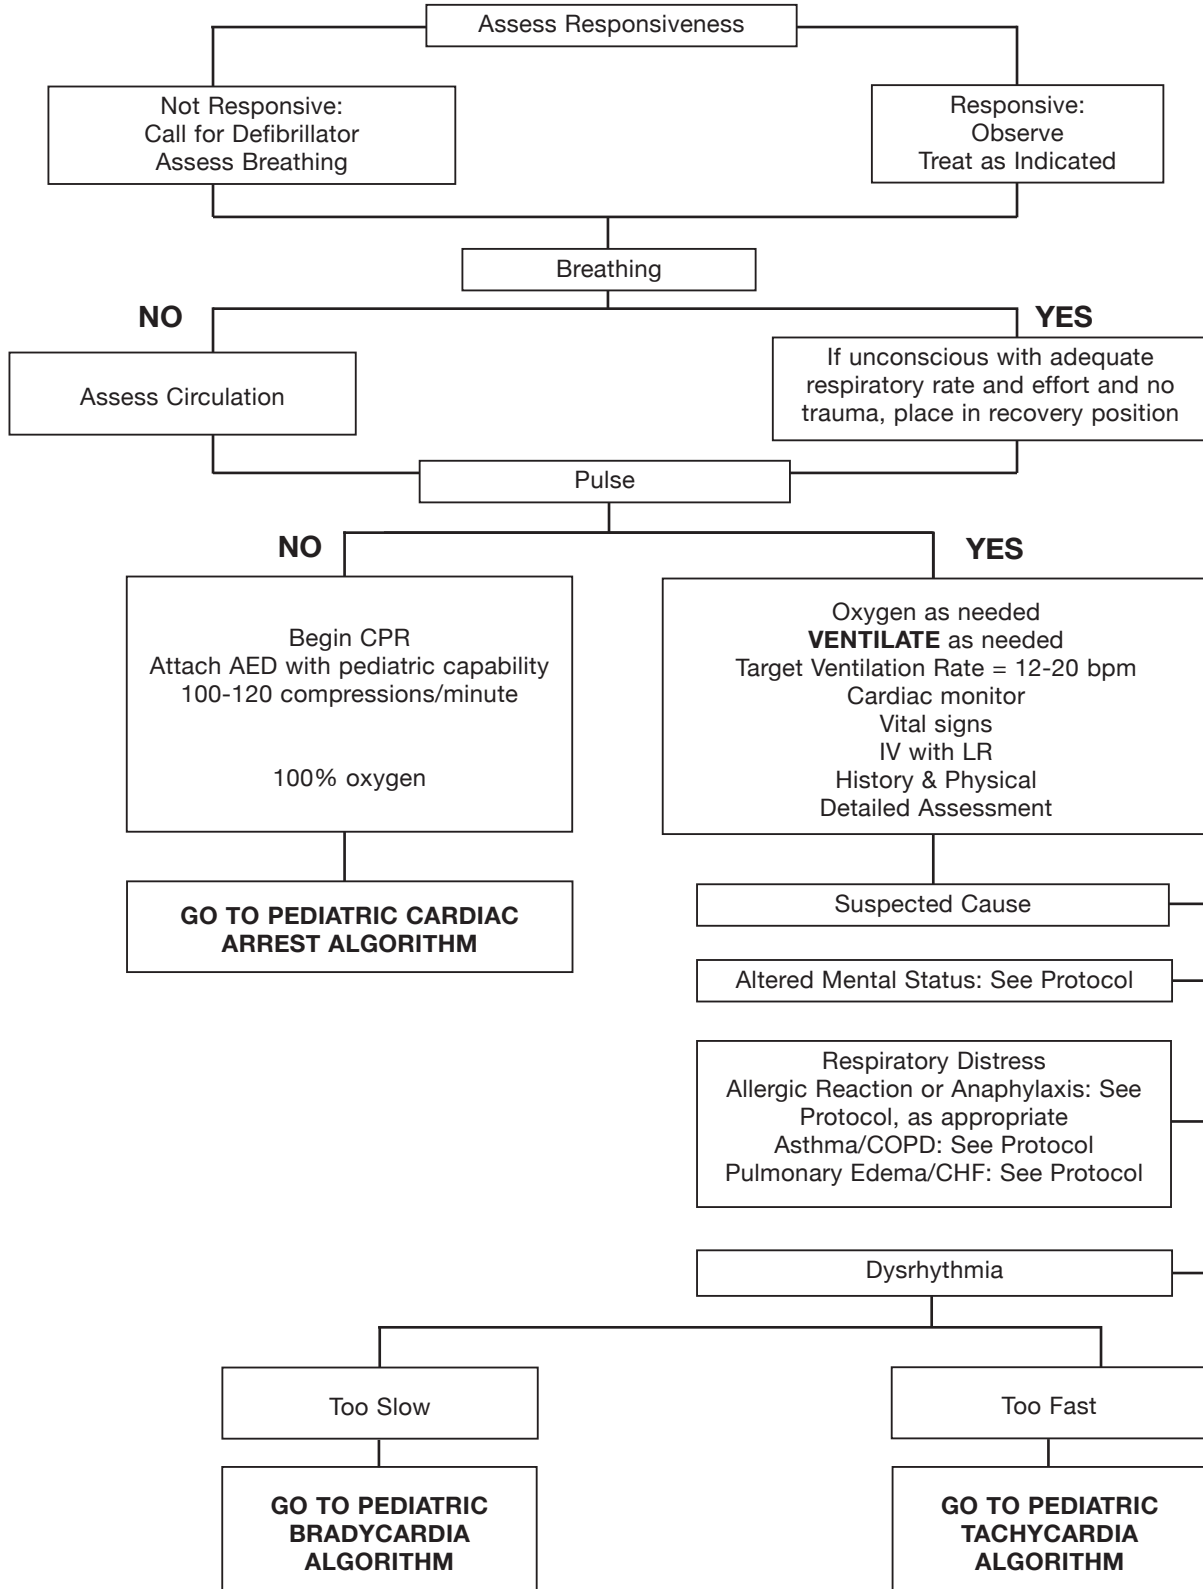 Assess Responsiveness
Not Responsive:
Call for Defibrillator
Assess Breathing
Responsive:
Observe
Treat as Indicated
Breathing
NO
YES
Assess Circulation
If unconscious with adequate
respiratory rate and effort and no
trauma, place in recovery position
Pulse
NO
YES
Begin CPR
Attach AED with pediatric capability
100-120 compressions/minute
100% oxygen
Oxygen as needed
VENTILATE as needed
Target Ventilation Rate = 12-20 bpm
Cardiac monitor
Vital signs
IV with LR
History & Physical
Detailed Assessment
GO TO PEDIATRIC CARDIAC
ARREST ALGORITHM
Suspected Cause
Altered Mental Status: See Protocol
Respiratory Distress
Allergic Reaction or Anaphylaxis: See
Protocol, as appropriate
Asthma/COPD: See Protocol
Pulmonary Edema/CHF: See Protocol
Dysrhythmia
Too Slow
Too Fast
GO TO PEDIATRIC
BRADYCARDIA
ALGORITHM
GO TO PEDIATRIC
TACHYCARDIA
ALGORITHM